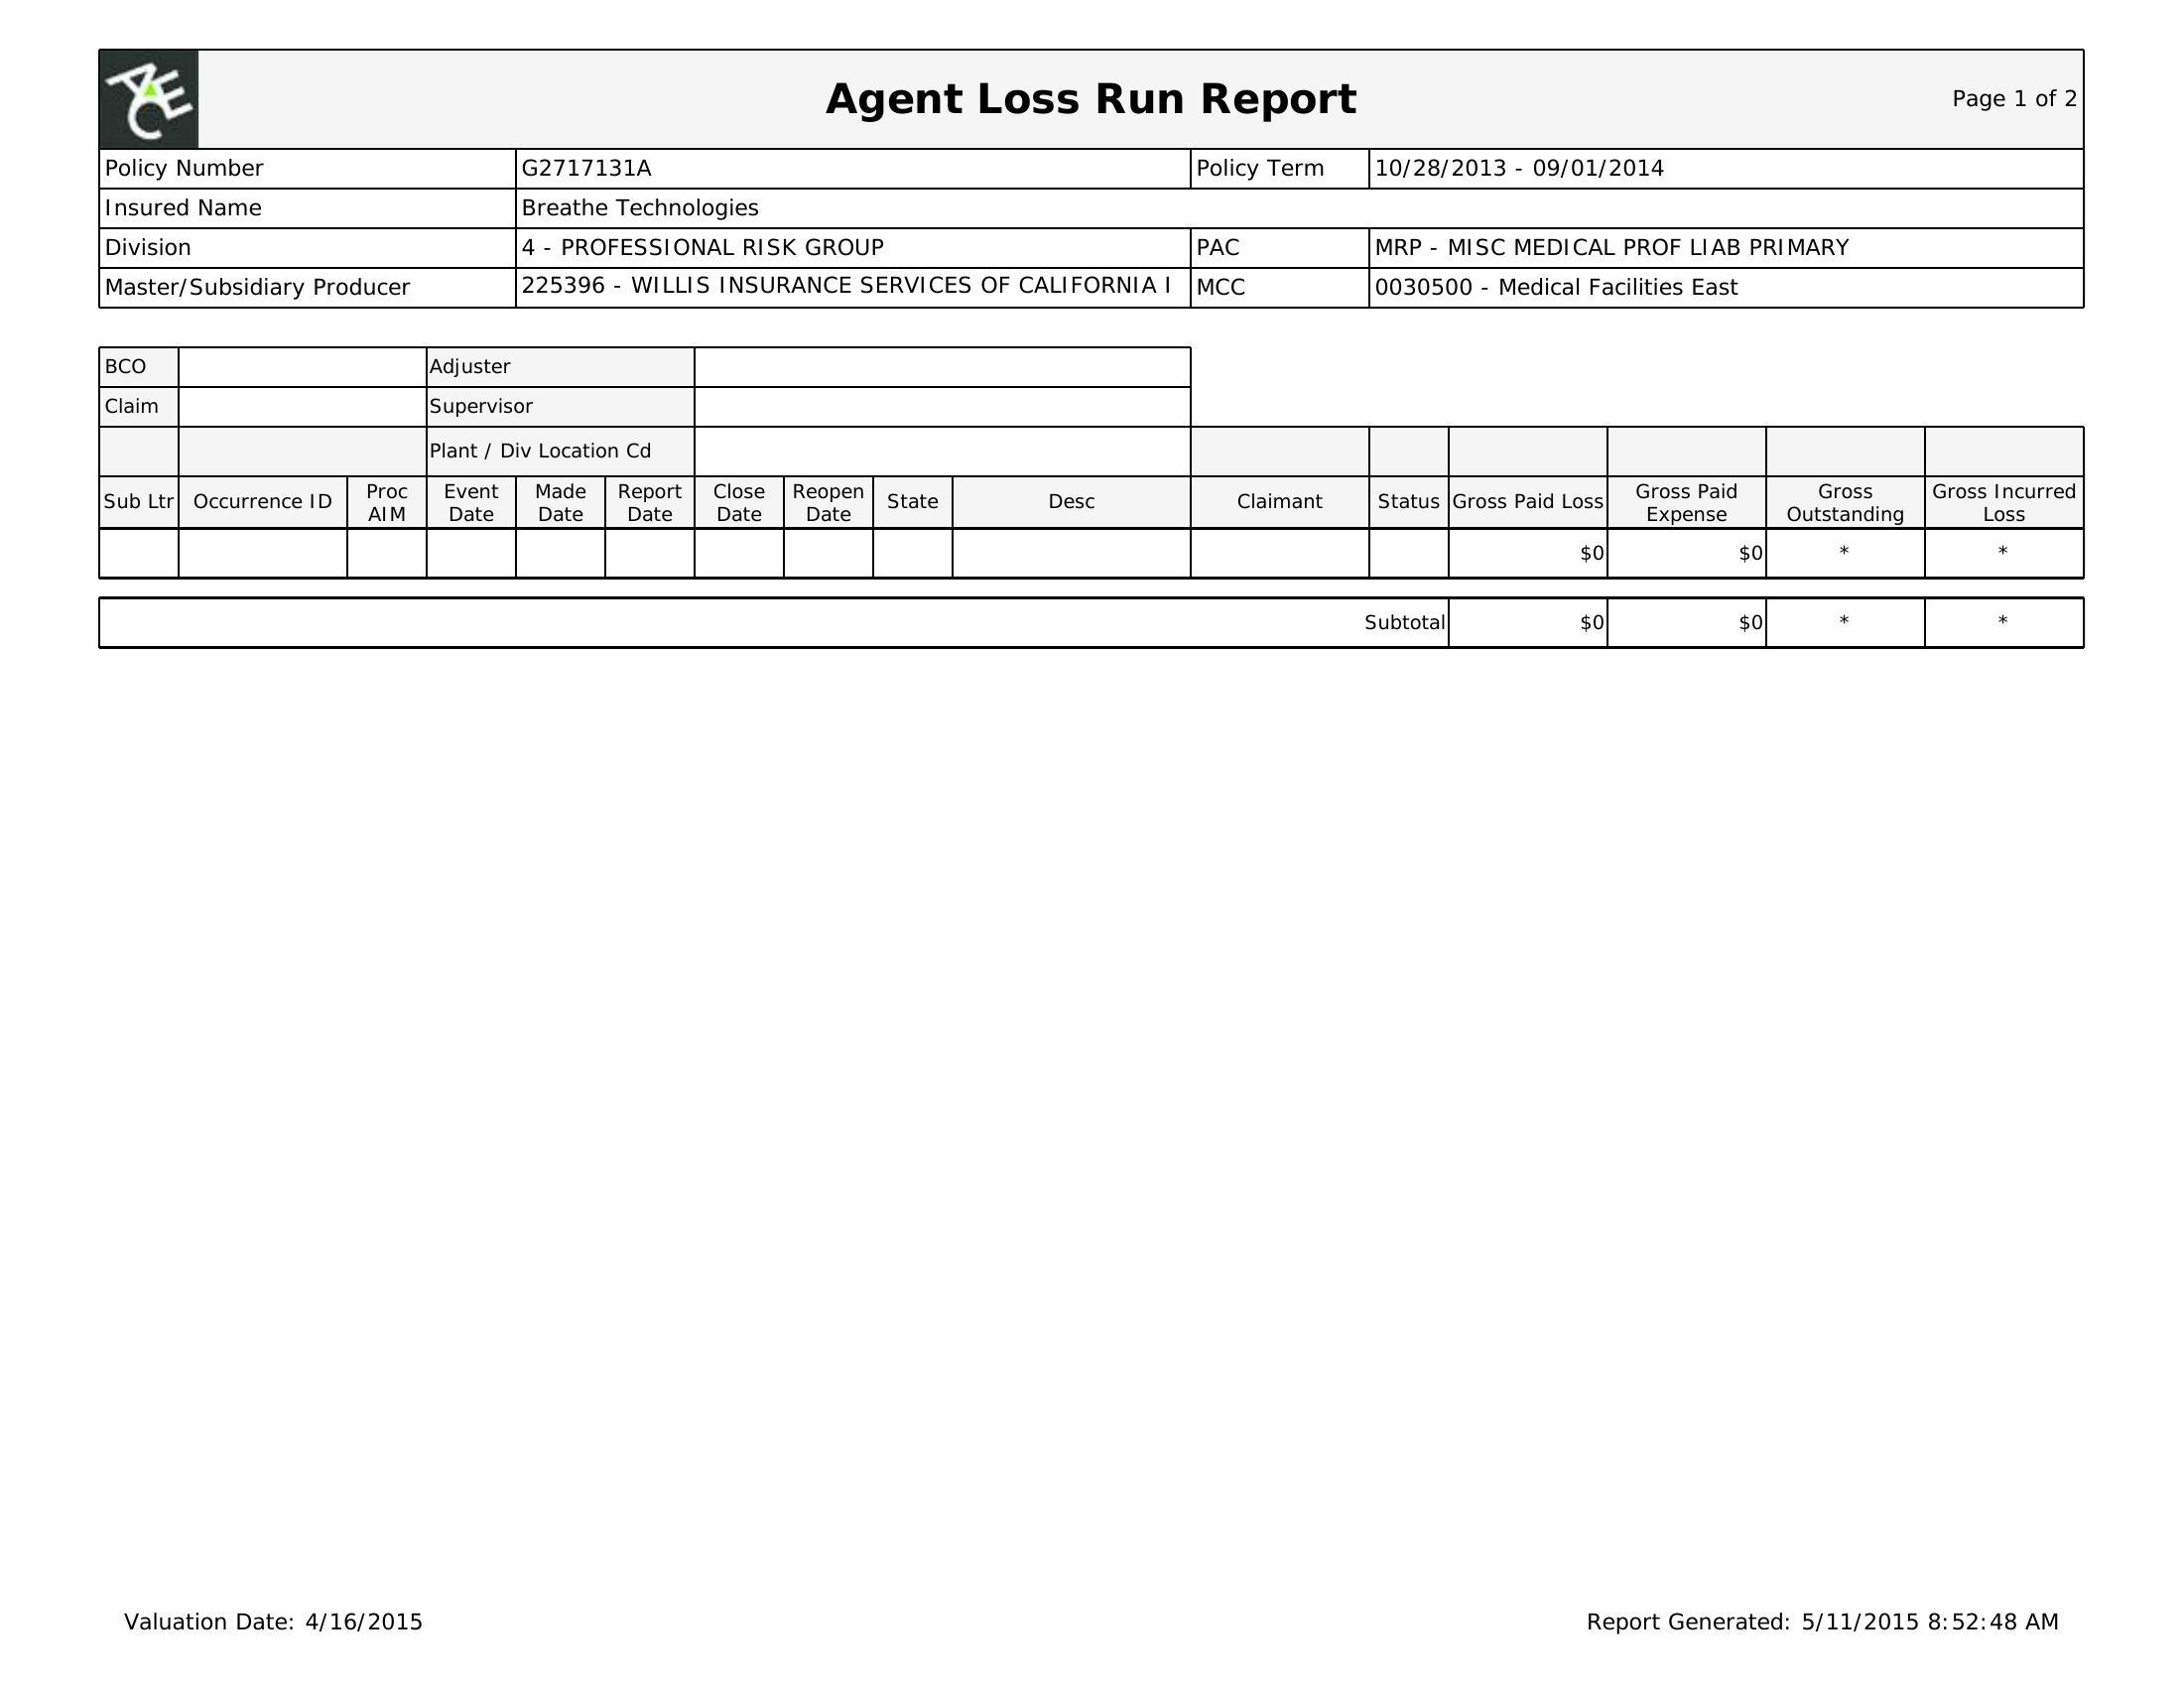 ACE
Agent Loss Run Report
Page 1 of 2
Policy Number G2717131A Policy Term 10/28/2013 - 09/01/2014
Insured Name Breathe Technologies
Division 4 - PROFESSIONAL RISK GROUP PAC MRP - MISC MEDICAL PROF LIAB PRIMARY
Master/Subsidiary Producer 225396 - WILLIS INSURANCE SERVICES OF CALIFORNIA I MCC 0030500 - Medical Facilities East
BCO Adjuster
Claim Supervisor
Plant / Div Location Cd
Sub Ltr Occurrence ID Proc AIM Event Date Made Date Report Date Close Date Reopen Date State Desc Claimant Status Gross Paid Loss Gross Paid Expense Gross Outstanding Gross Incurred Loss
$0 $0 * *
Subtotal $0 $0 * *
Valuation Date: 4/16/2015 Report Generated: 5/11/2015 8:52:48 AM